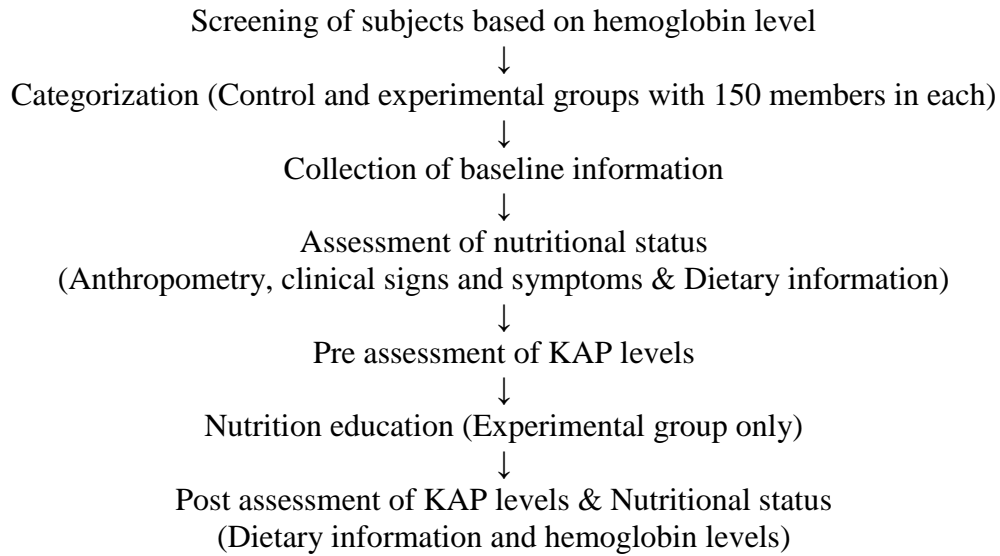 Screening of subjects based on hemoglobin level
↓
Categorization (Control and experimental groups with 150 members in each)
↓
Collection of baseline information
↓
Assessment of nutritional status
(Anthropometry, clinical signs and symptoms & Dietary information)
↓
Pre assessment of KAP levels
↓
Nutrition education (Experimental group only)
↓
Post assessment of KAP levels & Nutritional status
(Dietary information and hemoglobin levels)